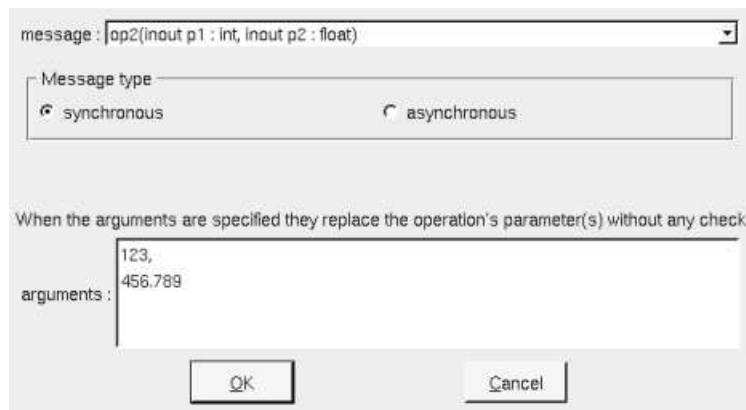 message : op2(inout p1 : int, inout p2 : float)
Message type
synchronous asynchronous
When the arguments are specified they replace the operation's parameter(s) without any check
arguments : 123,
456.789
OK Cancel